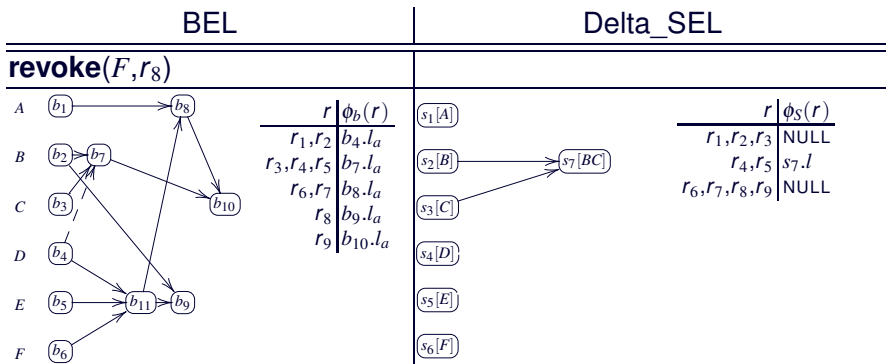 BEL Delta_SEL
revoke(F,r8)
A b1 b8
B b2 b7
C b3 b10
D b4
E b5 b11 b9
F b6
r ϕb(r)
r1,r2 b4.la
r3,r4,r5 b7.la
r6,r7 b8.la
r8 b9.la
r9 b10.la
s1[A]
s2[B] s7[BC]
s3[C]
s4[D]
s5[E]
s6[F]
r ϕS(r)
r1,r2,r3 NULL
r4,r5 s7.l
r6,r7,r8,r9 NULL